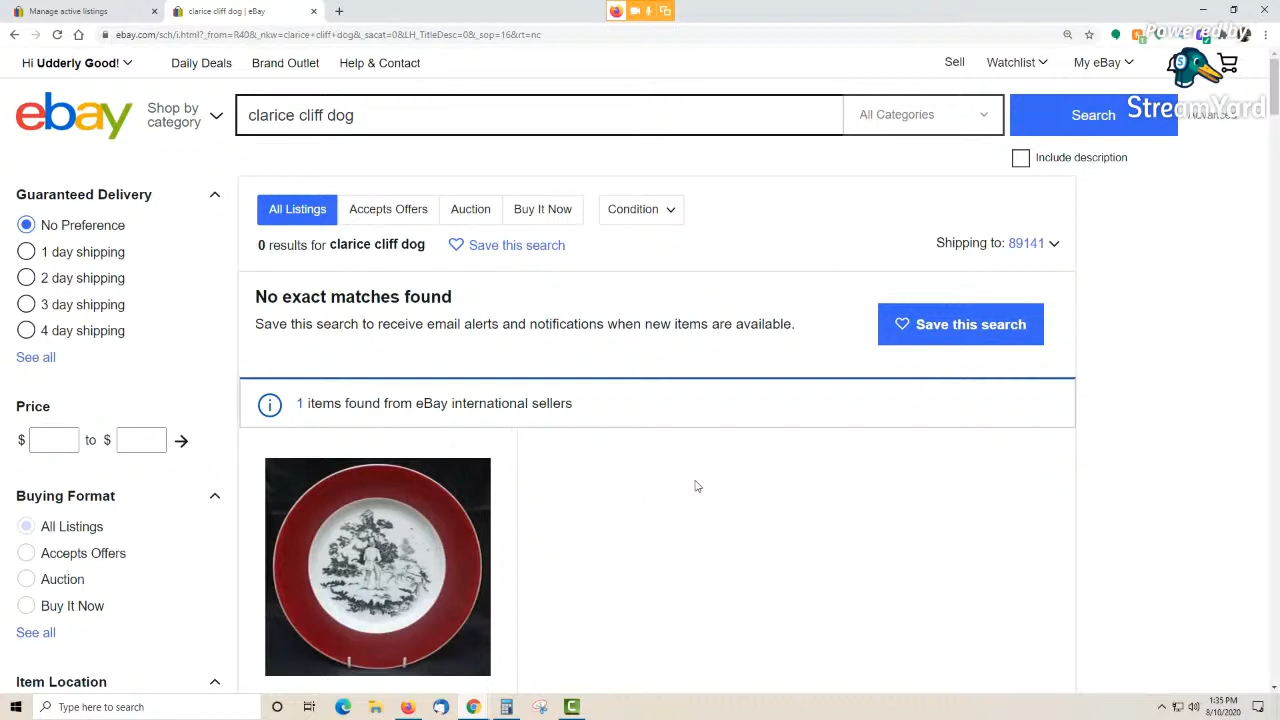 Manage active listings
clarice cliff dog | eBay
ebay.com/sch/i.html?_from=R40&_nkw=clarice+cliff+dog&_sacat=0&LH_TitleDesc=0&_sop=16&rt=nc
Powered by
Hi Udderly Good!
Daily Deals
Brand Outlet
Help & Contact
Sell
Watchlist
My eBay
S
ebay
Shop by
category
clarice cliff dog
All Categories
Search
StreamYard
Advanced
Include description
Guaranteed Delivery
No Preference
1 day shipping
2 day shipping
3 day shipping
4 day shipping
See all
Price
$ to $
Buying Format
All Listings
Accepts Offers
Auction
Buy It Now
See all
Item Location
All Listings
Accepts Offers
Auction
Buy It Now
Condition
0 results for clarice cliff dog
Save this search
Shipping to: 89141
No exact matches found
Save this search to receive email alerts and notifications when new items are available.
Save this search
1 items found from eBay international sellers
Type here to search
1:35 PM
8/10/2020